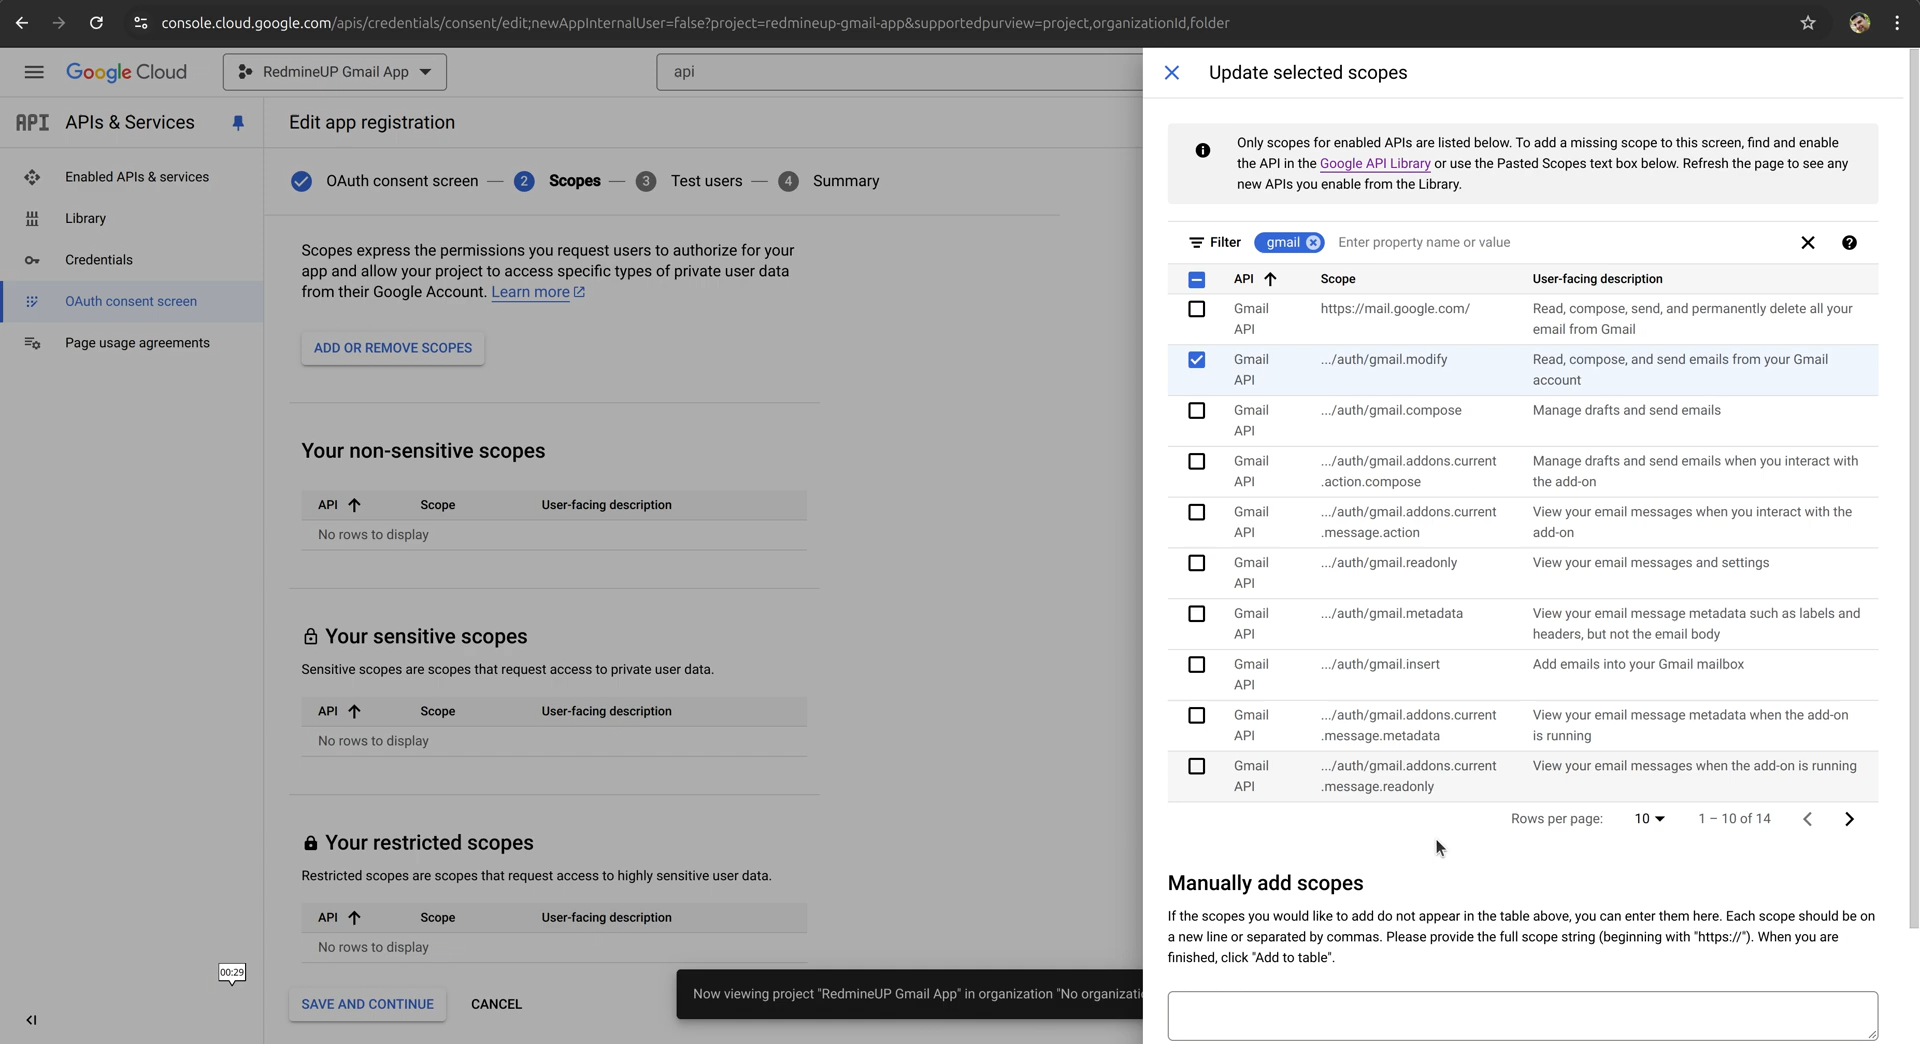 console.cloud.google.com/apis/credentials/consent/edit;newAppInternalUser=false?project=redmineup-gmail-app&supportedpurview=project,organizationId,folder
Google Cloud
RedmineUP Gmail App
api
API APIs & Services
Enabled APIs & services
Library
Credentials
OAuth consent screen
Page usage agreements
Edit app registration
OAuth consent screen — 2 Scopes — 3 Test users — 4 Summary
Scopes express the permissions you request users to authorize for your
app and allow your project to access specific types of private user data
from their Google Account. Learn more
ADD OR REMOVE SCOPES
Your non-sensitive scopes
API Scope User-facing description
No rows to display
Your sensitive scopes
Sensitive scopes are scopes that request access to private user data.
API Scope User-facing description
No rows to display
Your restricted scopes
Restricted scopes are scopes that request access to highly sensitive user data.
API Scope User-facing description
No rows to display
00:29
SAVE AND CONTINUE CANCEL
Now viewing project "RedmineUP Gmail App" in organization "No organizati
Update selected scopes
Only scopes for enabled APIs are listed below. To add a missing scope to this screen, find and enable
the API in the Google API Library or use the Pasted Scopes text box below. Refresh the page to see any
new APIs you enable from the Library.
Filter gmail Enter property name or value
API Scope User-facing description
Gmail https://mail.google.com/ Read, compose, send, and permanently delete all your
API email from Gmail
Gmail .../auth/gmail.modify Read, compose, and send emails from your Gmail
API account
Gmail .../auth/gmail.compose Manage drafts and send emails
API
Gmail .../auth/gmail.addons.current Manage drafts and send emails when you interact with
API .action.compose the add-on
Gmail .../auth/gmail.addons.current View your email messages when you interact with the
API .message.action add-on
Gmail .../auth/gmail.readonly View your email messages and settings
API
Gmail .../auth/gmail.metadata View your email message metadata such as labels and
API headers, but not the email body
Gmail .../auth/gmail.insert Add emails into your Gmail mailbox
API
Gmail .../auth/gmail.addons.current View your email message metadata when the add-on
API .message.metadata is running
Gmail .../auth/gmail.addons.current View your email messages when the add-on is running
API .message.readonly
Rows per page: 10 1 – 10 of 14
Manually add scopes
If the scopes you would like to add do not appear in the table above, you can enter them here. Each scope should be on
a new line or separated by commas. Please provide the full scope string (beginning with "https://"). When you are
finished, click "Add to table".